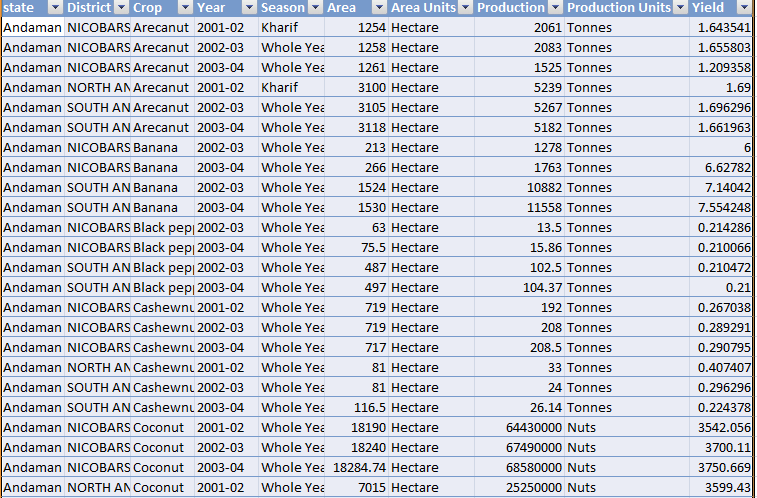 state District Crop Year Season Area Area Units Production Production Units Yield
Andaman NICOBARS Arecanut 2001-02 Kharif 1254 Hectare 2061 Tonnes 1.643541
Andaman NICOBARS Arecanut 2002-03 Whole Yea 1258 Hectare 2083 Tonnes 1.655803
Andaman NICOBARS Arecanut 2003-04 Whole Yea 1261 Hectare 1525 Tonnes 1.209358
Andaman NORTH AN Arecanut 2001-02 Kharif 3100 Hectare 5239 Tonnes 1.69
Andaman SOUTH AN Arecanut 2002-03 Whole Yea 3105 Hectare 5267 Tonnes 1.696296
Andaman SOUTH AN Arecanut 2003-04 Whole Yea 3118 Hectare 5182 Tonnes 1.661963
Andaman NICOBARS Banana 2002-03 Whole Yea 213 Hectare 1278 Tonnes 6
Andaman NICOBARS Banana 2003-04 Whole Yea 266 Hectare 1763 Tonnes 6.62782
Andaman SOUTH AN Banana 2002-03 Whole Yea 1524 Hectare 10882 Tonnes 7.14042
Andaman SOUTH AN Banana 2003-04 Whole Yea 1530 Hectare 11558 Tonnes 7.554248
Andaman NICOBARS Black pepp 2002-03 Whole Yea 63 Hectare 13.5 Tonnes 0.214286
Andaman NICOBARS Black pepp 2003-04 Whole Yea 75.5 Hectare 15.86 Tonnes 0.210066
Andaman SOUTH AN Black pepp 2002-03 Whole Yea 487 Hectare 102.5 Tonnes 0.210472
Andaman SOUTH AN Black pepp 2003-04 Whole Yea 497 Hectare 104.37 Tonnes 0.21
Andaman NICOBARS Cashewnu 2001-02 Whole Yea 719 Hectare 192 Tonnes 0.267038
Andaman NICOBARS Cashewnu 2002-03 Whole Yea 719 Hectare 208 Tonnes 0.289291
Andaman NICOBARS Cashewnu 2003-04 Whole Yea 717 Hectare 208.5 Tonnes 0.290795
Andaman NORTH AN Cashewnu 2001-02 Whole Yea 81 Hectare 33 Tonnes 0.407407
Andaman SOUTH AN Cashewnu 2002-03 Whole Yea 81 Hectare 24 Tonnes 0.296296
Andaman SOUTH AN Cashewnu 2003-04 Whole Yea 116.5 Hectare 26.14 Tonnes 0.224378
Andaman NICOBARS Coconut 2001-02 Whole Yea 18190 Hectare 64430000 Nuts 3542.056
Andaman NICOBARS Coconut 2002-03 Whole Yea 18240 Hectare 67490000 Nuts 3700.11
Andaman NICOBARS Coconut 2003-04 Whole Yea 18284.74 Hectare 68580000 Nuts 3750.669
Andaman NORTH AN Coconut 2001-02 Whole Yea 7015 Hectare 25250000 Nuts 3599.43